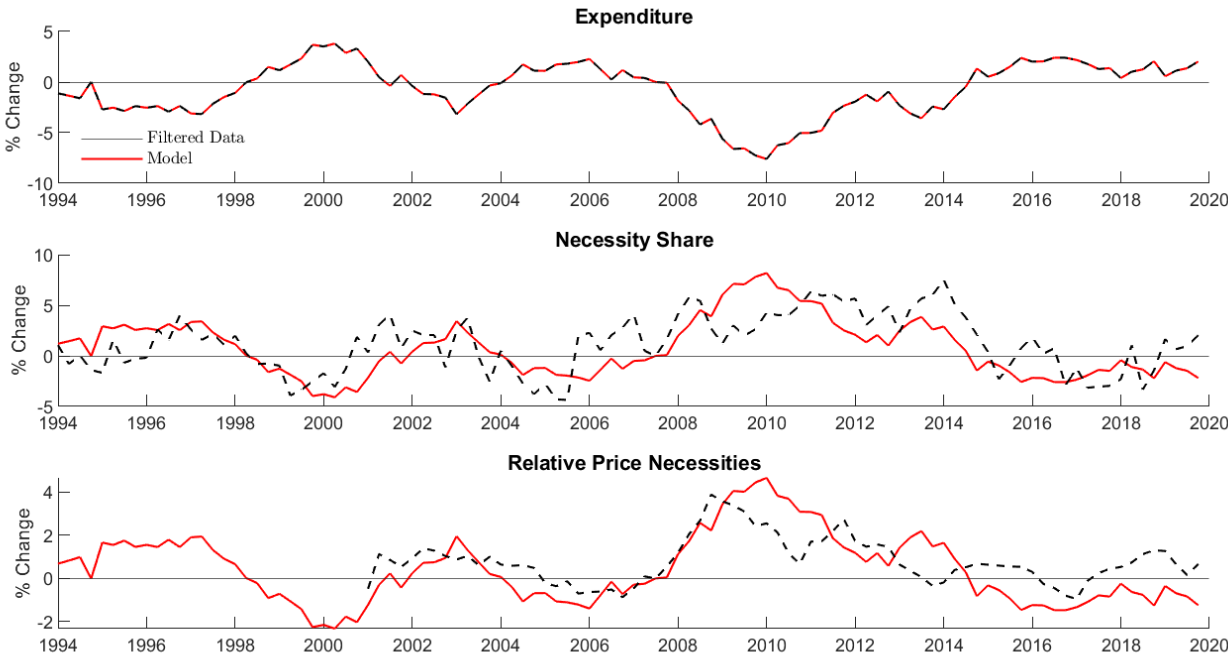 Expenditure
% Change
5
0
-5
-10
Filtered Data
Model
1994 1996 1998 2000 2002 2004 2006 2008 2010 2012 2014 2016 2018 2020
Necessity Share
% Change
10
5
0
-5
1994 1996 1998 2000 2002 2004 2006 2008 2010 2012 2014 2016 2018 2020
Relative Price Necessities
% Change
4
2
0
-2
1994 1996 1998 2000 2002 2004 2006 2008 2010 2012 2014 2016 2018 2020